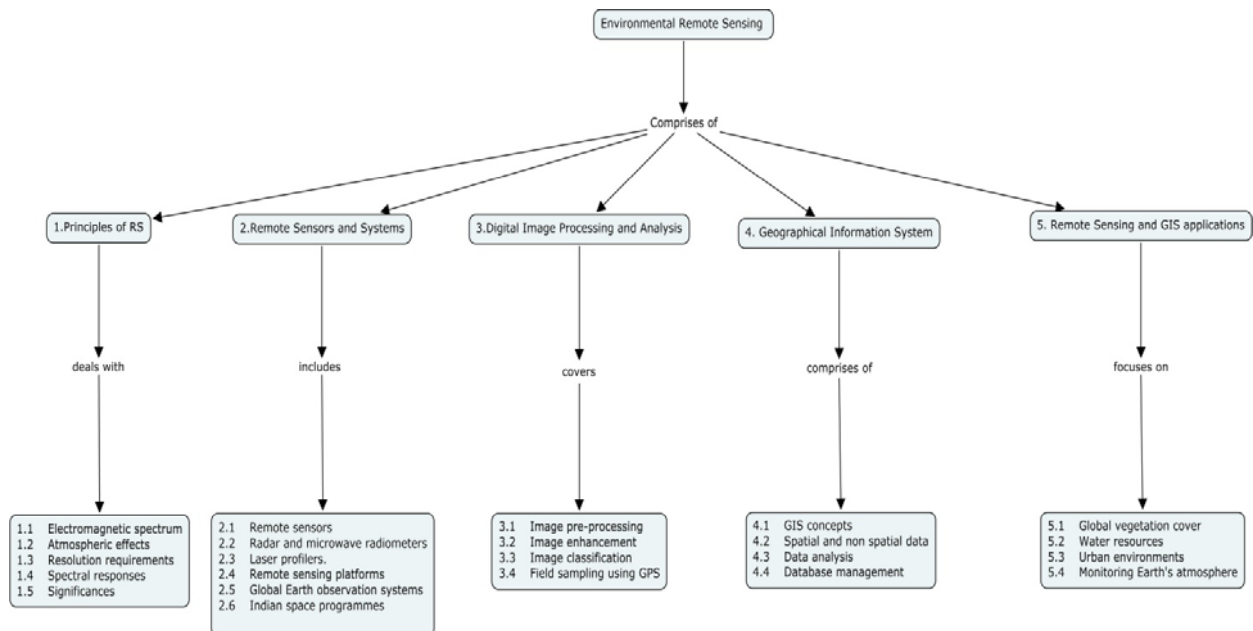 Environmental Remote Sensing
Comprises of
1.Principles of RS
2.Remote Sensors and Systems
3.Digital Image Processing and Analysis
4. Geographical Information System
5. Remote Sensing and GIS applications
deals with
includes
covers
comprises of
focuses on
1.1 Electromagnetic spectrum
1.2 Atmospheric effects
1.3 Resolution requirements
1.4 Spectral responses
1.5 Significances
2.1 Remote sensors
2.2 Radar and microwave radiometers
2.3 Laser profilers.
2.4 Remote sensing platforms
2.5 Global Earth observation systems
2.6 Indian space programmes
3.1 Image pre-processing
3.2 Image enhancement
3.3 Image classification
3.4 Field sampling using GPS
4.1 GIS concepts
4.2 Spatial and non spatial data
4.3 Data analysis
4.4 Database management
5.1 Global vegetation cover
5.2 Water resources
5.3 Urban environments
5.4 Monitoring Earth's atmosphere